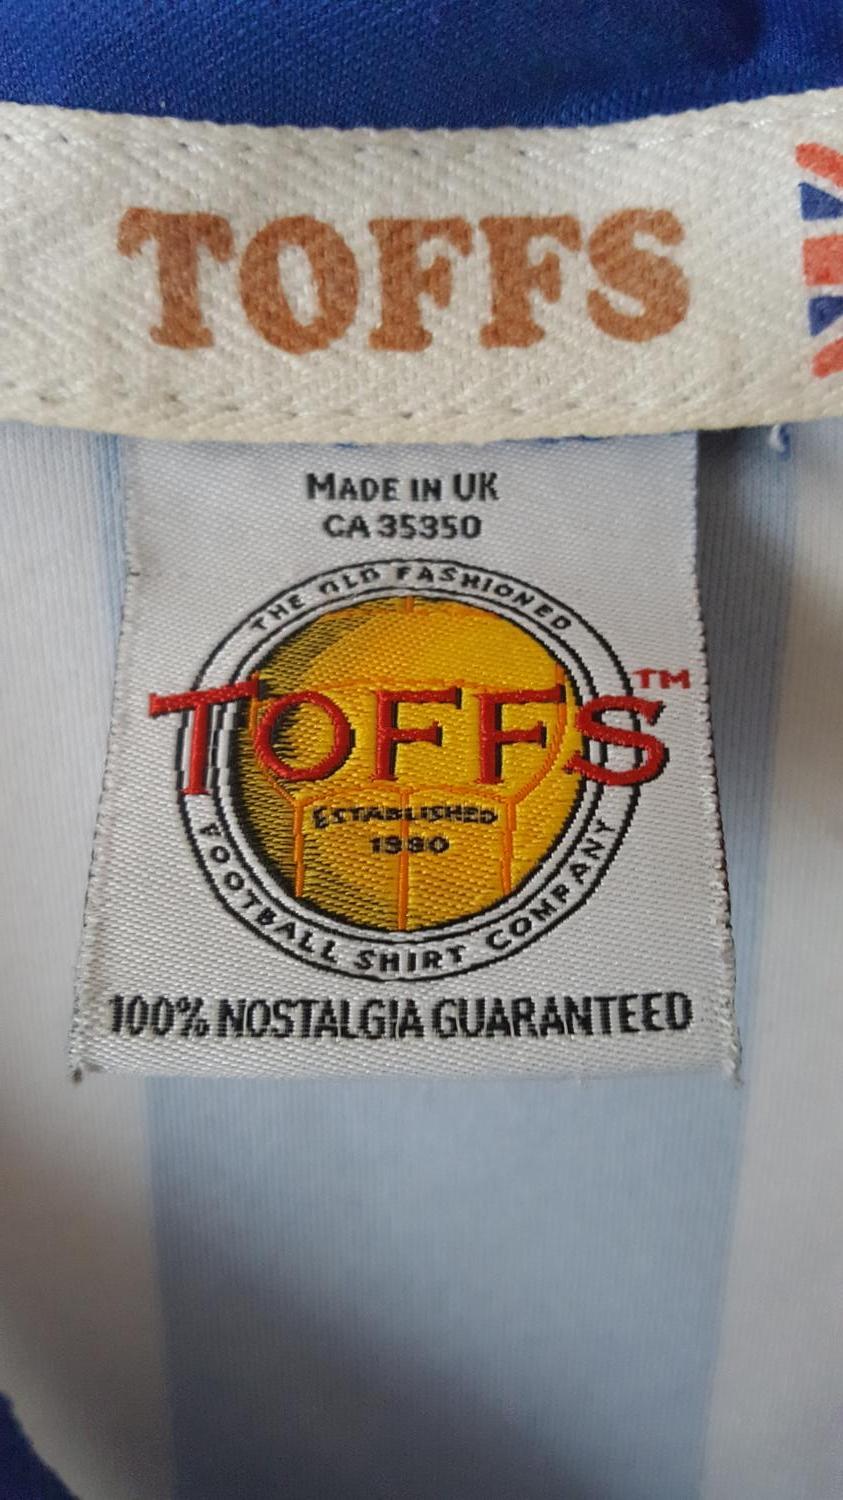 TOFFS
MADE IN UK
CA 35350
THE OLD FASHIONED
TOFFS™
ESTABLISHED
1990
FOOTBALL SHIRT COMPANY
100% NOSTALGIA GUARANTEED